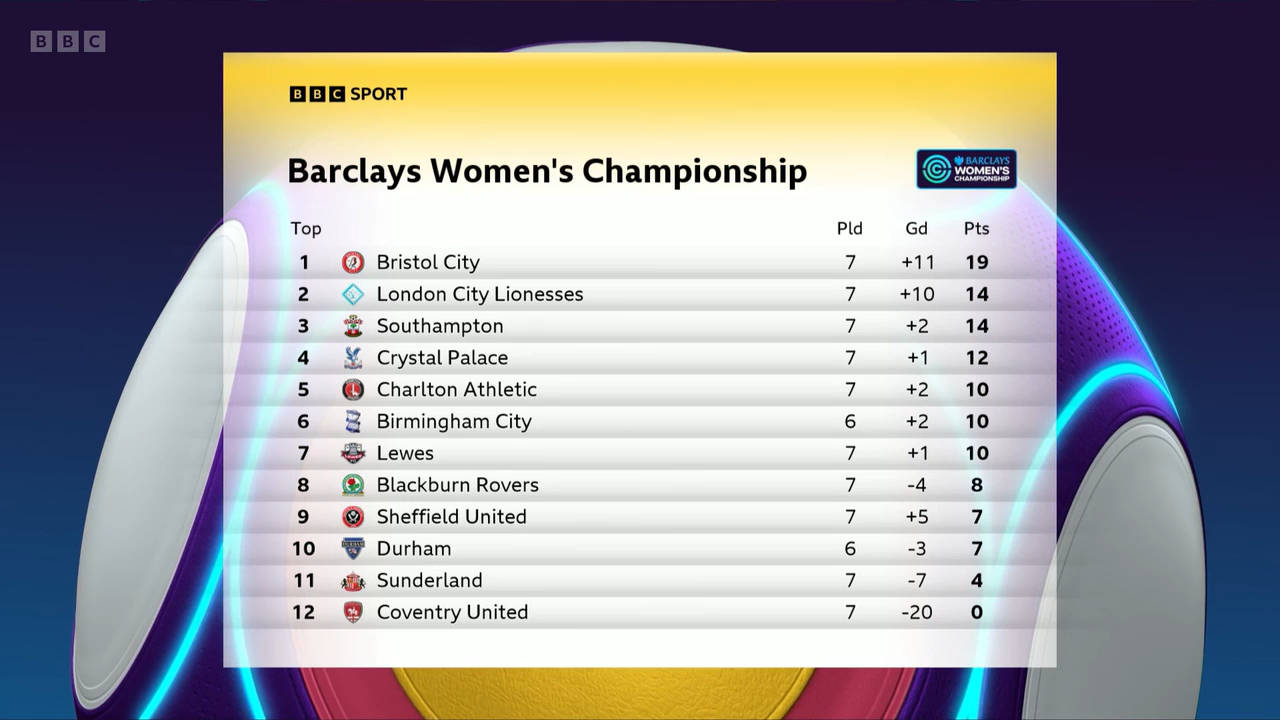 BBC
BBC SPORT
Barclays Women's Championship
BARCLAYS
WOMEN'S
CHAMPIONSHIP
Top Pld Gd Pts
1 Bristol City 7 +11 19
2 London City Lionesses 7 +10 14
3 Southampton 7 +2 14
4 Crystal Palace 7 +1 12
5 Charlton Athletic 7 +2 10
6 Birmingham City 6 +2 10
7 Lewes 7 +1 10
8 Blackburn Rovers 7 -4 8
9 Sheffield United 7 +5 7
10 Durham 6 -3 7
11 Sunderland 7 -7 4
12 Coventry United 7 -20 0